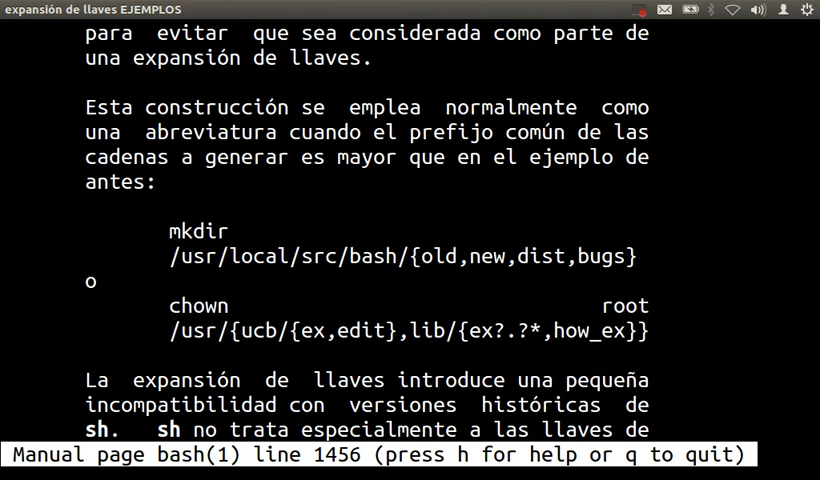 expansión de llaves EJEMPLOS
para evitar que sea considerada como parte de
una expansión de llaves.
Esta construcción se emplea normalmente como
una abreviatura cuando el prefijo común de las
cadenas a generar es mayor que en el ejemplo de
antes:
mkdir
/usr/local/src/bash/{old,new,dist,bugs}
o
chown root
/usr/{ucb/{ex,edit},lib/{ex?.?*,how_ex}}
La expansión de llaves introduce una pequeña
incompatibilidad con versiones históricas de
sh. sh no trata especialmente a las llaves de
Manual page bash(1) line 1456 (press h for help or q to quit)